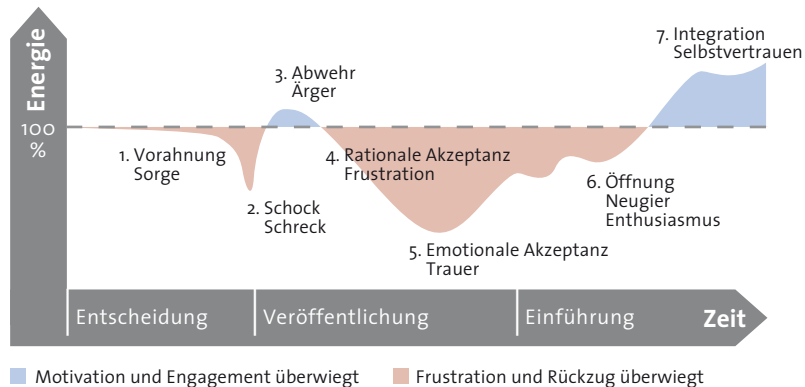 Energie
100
%
1. Vorahnung
Sorge
2. Schock
Schreck
3. Abwehr
Ärger
4. Rationale Akzeptanz
Frustration
5. Emotionale Akzeptanz
Trauer
6. Öffnung
Neugier
Enthusiasmus
7. Integration
Selbstvertrauen
Entscheidung
Veröffentlichung
Einführung
Zeit
Motivation und Engagement überwiegt
Frustration und Rückzug überwiegt